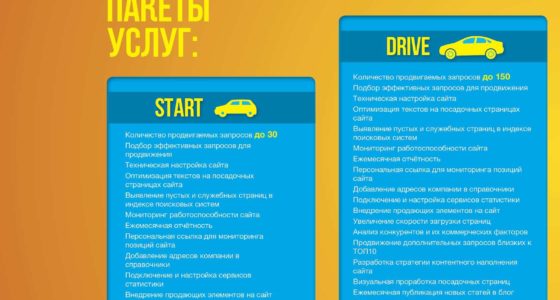 ПАКЕТЫ
УСЛУГ:
START
Количество продвигаемых запросов до 30
Подбор эффективных запросов для
продвижения
Техническая настройка сайта
Оптимизация текстов на посадочных
страницах сайта
Выявление пустых и служебных страниц в
индексе поисковых систем
Мониторинг работоспособности сайта
Ежемесячная отчётность
Персональная ссылка для мониторинга
позиций сайта
Добавление адресов компании в
справочники
Подключение и настройка сервисов
статистики
Внедрение продающих элементов на сайт
DRIVE
Количество продвигаемых запросов до 150
Подбор эффективных запросов для продвижения
Техническая настройка сайта
Оптимизация текстов на посадочных страницах
сайта
Выявление пустых и служебных страниц в индексе
поисковых систем
Мониторинг работоспособности сайта
Ежемесячная отчётность
Персональная ссылка для мониторинга позиций
сайта
Добавление адресов компании в справочники
Подключение и настройка сервисов статистики
Внедрение продающих элементов на сайт
Увеличение скорости загрузки страниц
Анализ конкурентов и их коммерческих факторов
Продвижение дополнительных запросов близких к
ТОП10
Разработка стратегии контентного наполнения
сайта
Визуальная проработка посадочных страниц
Ежемесячная публикация новых статей в блог